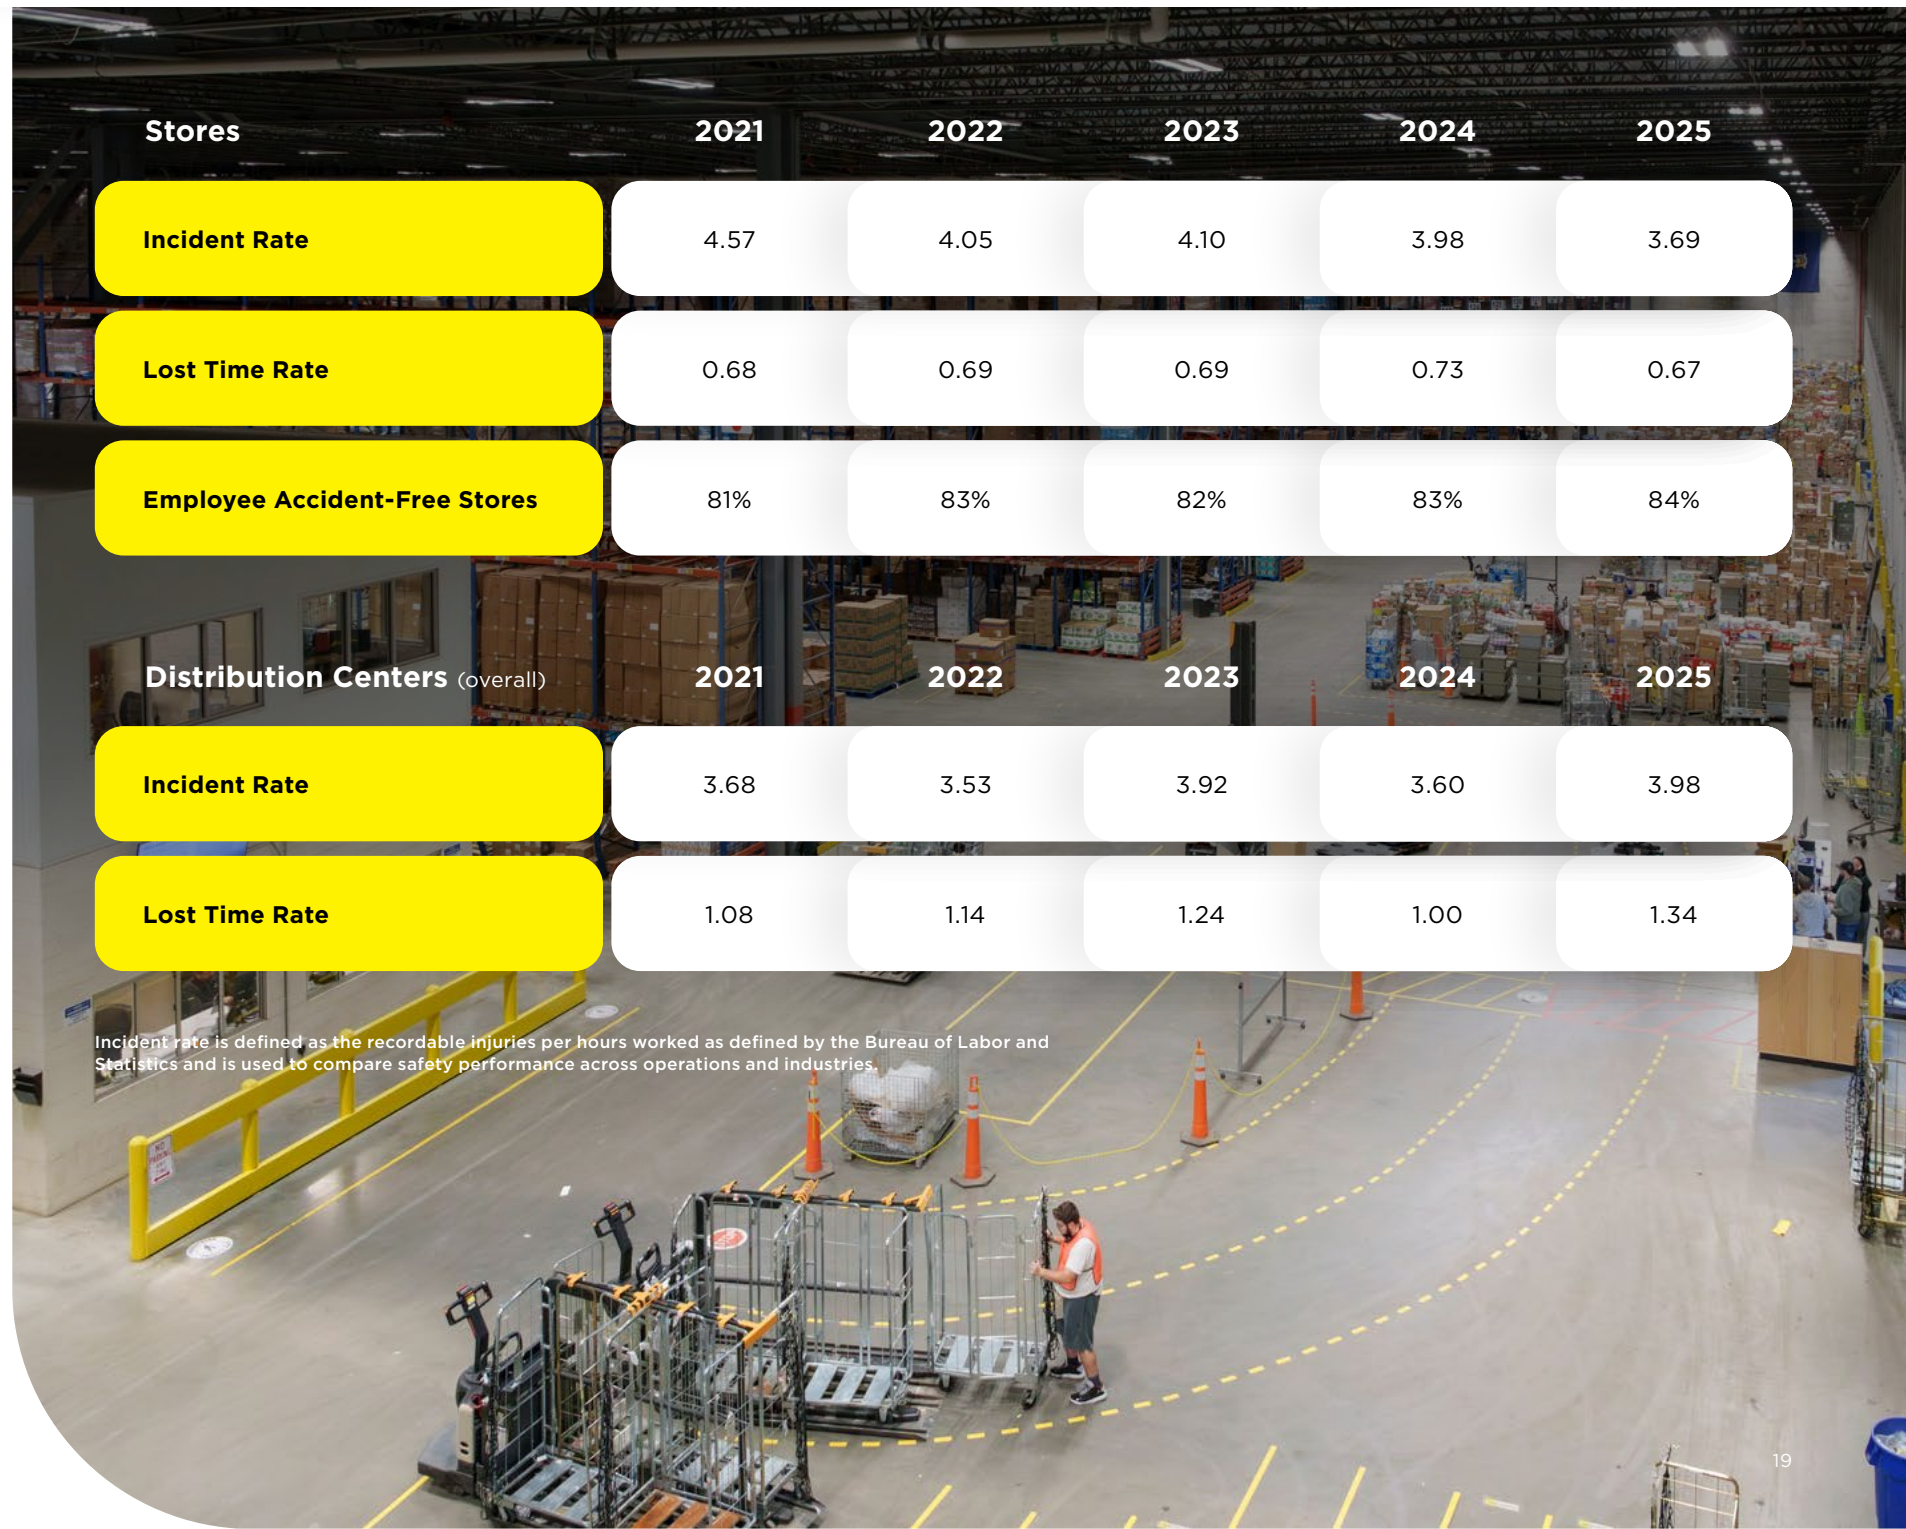 Stores 2021 2022 2023 2024 2025
Incident Rate 4.57 4.05 4.10 3.98 3.69
Lost Time Rate 0.68 0.69 0.69 0.73 0.67
Employee Accident-Free Stores 81% 83% 82% 83% 84%
Distribution Centers (overall) 2021 2022 2023 2024 2025
Incident Rate 3.68 3.53 3.92 3.60 3.98
Lost Time Rate 1.08 1.14 1.24 1.00 1.34
Incident rate is defined as the recordable injuries per hours worked as defined by the Bureau of Labor and
Statistics and is used to compare safety performance across operations and industries.
NO
PARKING
ANY
TIME
19